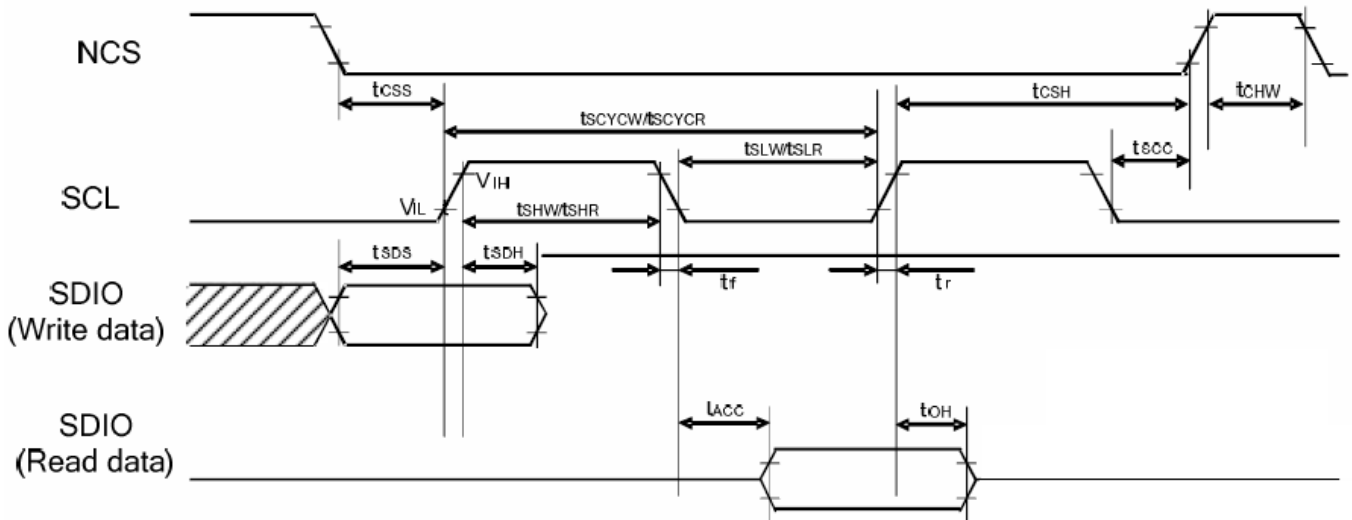 NCS
tCSS
tCSH
tCHW
tSCYCW/tSCYCR
tSLW/tSLR
tSCC
SCL
VIH
VIL
tSHW/tSHR
tSDS
tSDH
tf
tr
SDIO
(Write data)
tACC
tOH
SDIO
(Read data)